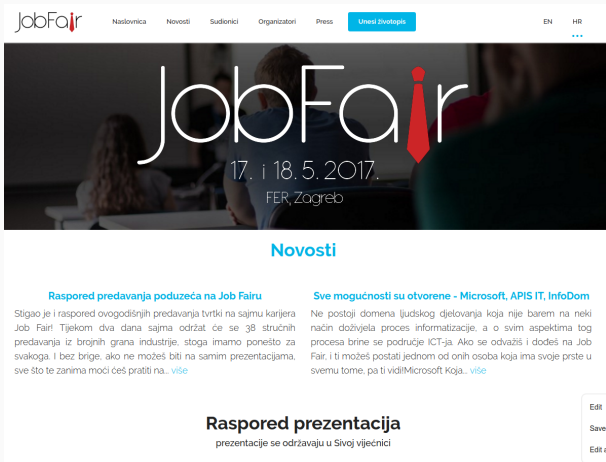 JobFair
Naslovnica Novosti Sudionici Organizatori Press Unesi životopis EN HR
JobFair
17. i 18.5. 2017.
FER, Zagreb
Novosti
Raspored predavanja poduzeća na Job Fairu
Stigao je i raspored ovogodišnjih predavanja tvrtki na sajmu karijera
Job Fair! Tijekom dva dana sajma održat će se 38 stručnih
predavanja iz brojnih grana industrije, stoga imamo ponešto za
svakoga. I bez brige, ako ne možeš biti na samim prezentacijama,
sve što te zanima moći ćeš pratiti na... više
Sve mogućnosti su otvorene - Microsoft, APIS IT, InfoDom
Ne postoji domena ljudskog djelovanja koja nije barem na neki
način doživjela proces informatizacije, a o svim aspektima tog
procesa brine se područje ICT-ja. Ako se odvažiš i dođeš na Job
Fair, i ti možeš postati jednom od onih osoba koja ima svoje prste u
svemu tome, pa ti vidi!Microsoft Koja... više
Raspored prezentacija
prezentacije se održavaju u Sivoj vijećnici
Edit
Save
Edit a